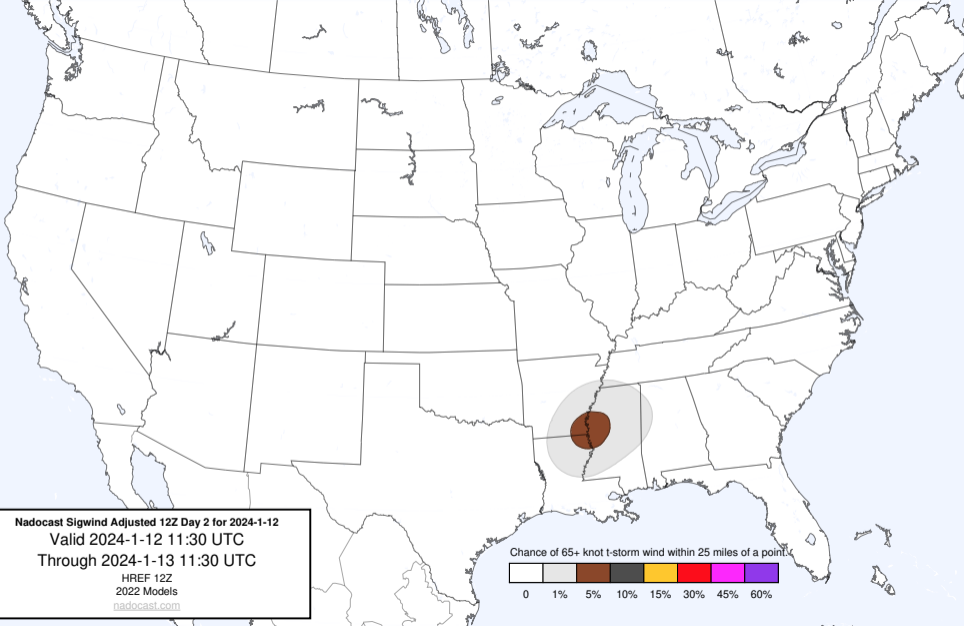 Nadocast Sigwind Adjusted 12Z Day 2 for 2024-1-12
Valid 2024-1-12 11:30 UTC
Through 2024-1-13 11:30 UTC
HREF 12Z
2022 Models
nadocast.com
Chance of 65+ knot t-storm wind within 25 miles of a point.
0 1% 5% 10% 15% 30% 45% 60%